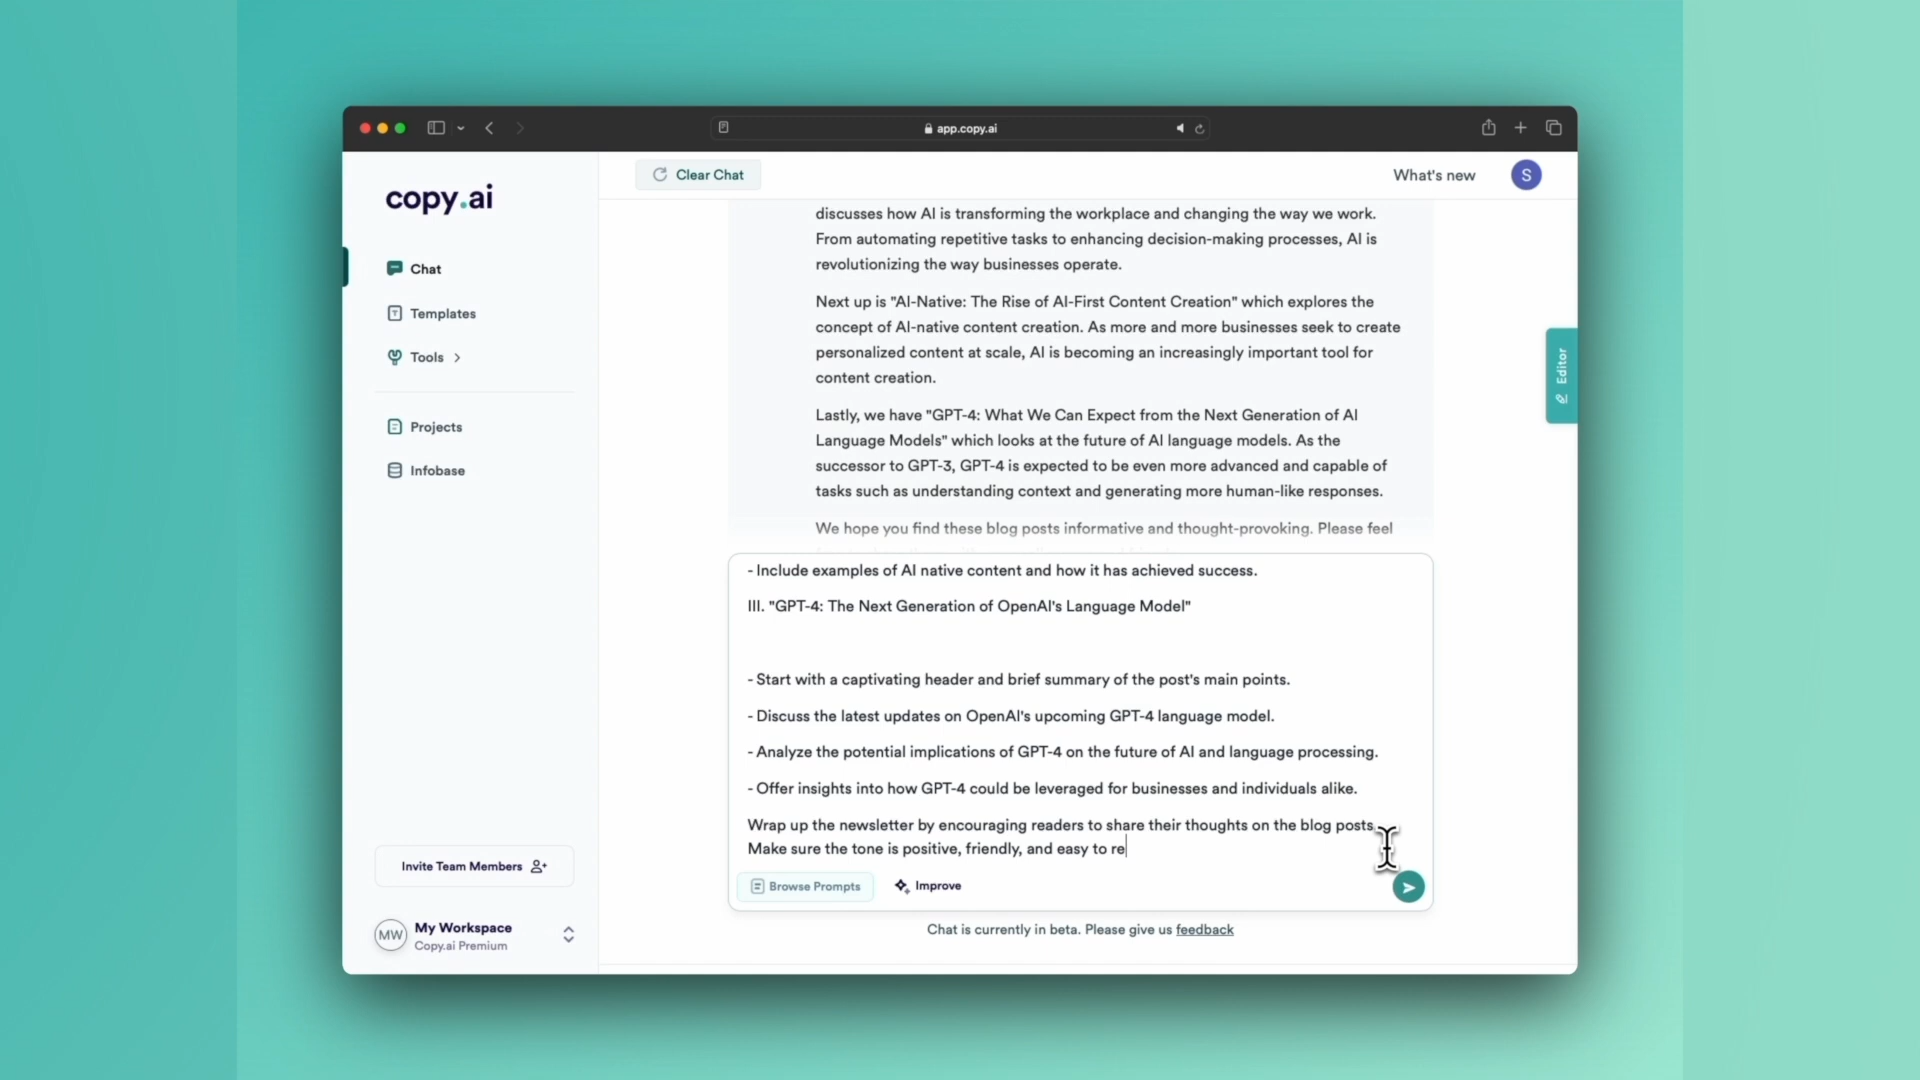 app.copy.ai
copy.ai
Clear Chat
What's new
S
Chat
Templates
Tools
Projects
Infobase
discusses how AI is transforming the workplace and changing the way we work.
From automating repetitive tasks to enhancing decision-making processes, AI is
revolutionizing the way businesses operate.
Next up is "AI-Native: The Rise of AI-First Content Creation" which explores the
concept of AI-native content creation. As more and more businesses seek to create
personalized content at scale, AI is becoming an increasingly important tool for
content creation.
Lastly, we have "GPT-4: What We Can Expect from the Next Generation of AI
Language Models" which looks at the future of AI language models. As the
successor to GPT-3, GPT-4 is expected to be even more advanced and capable of
tasks such as understanding context and generating more human-like responses.
We hope you find these blog posts informative and thought-provoking. Please feel
Editor
- Include examples of AI native content and how it has achieved success.
III. "GPT-4: The Next Generation of OpenAI's Language Model"
- Start with a captivating header and brief summary of the post's main points.
- Discuss the latest updates on OpenAI's upcoming GPT-4 language model.
- Analyze the potential implications of GPT-4 on the future of AI and language processing.
- Offer insights into how GPT-4 could be leveraged for businesses and individuals alike.
Wrap up the newsletter by encouraging readers to share their thoughts on the blog posts.
Make sure the tone is positive, friendly, and easy to re
Browse Prompts
Improve
Chat is currently in beta. Please give us feedback
Invite Team Members
MW
My Workspace
Copy.ai Premium